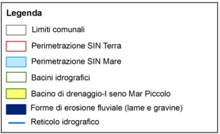 Legenda
Limiti comunali
Perimetrazione SIN Terra
Perimetrazione SIN Mare
Bacini idrografici
Bacino di drenaggio-I seno Mar Piccolo
Forme di erosione fluviale (lame e gravine)
Reticolo idrografico